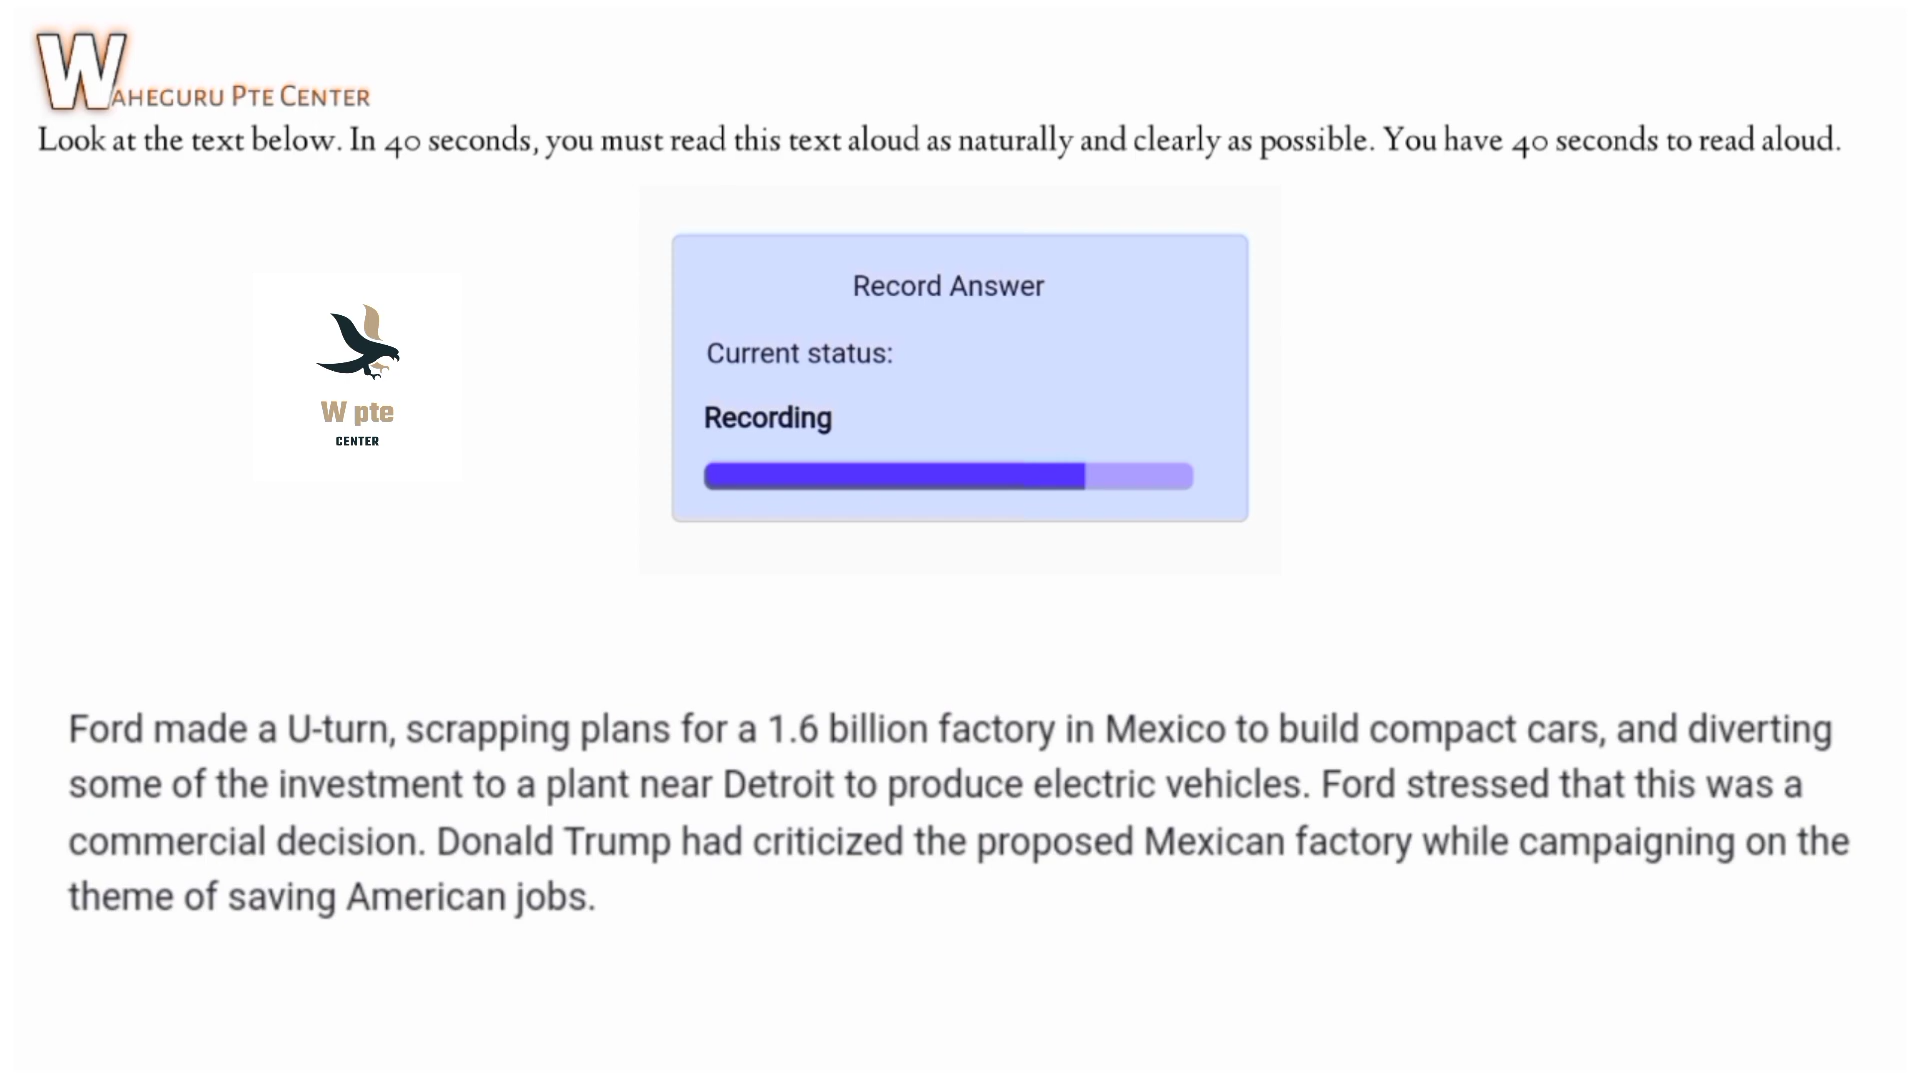 WAHEGURU PTE CENTER
Look at the text below. In 40 seconds, you must read this text aloud as naturally and clearly as possible. You have 40 seconds to read aloud.
Record Answer
Current status:
Recording
W pte
CENTER
Ford made a U-turn, scrapping plans for a 1.6 billion factory in Mexico to build compact cars, and diverting
some of the investment to a plant near Detroit to produce electric vehicles. Ford stressed that this was a
commercial decision. Donald Trump had criticized the proposed Mexican factory while campaigning on the
theme of saving American jobs.